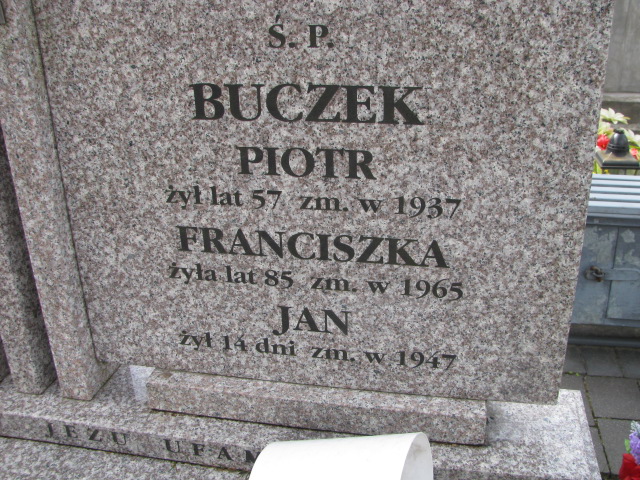 Ś. P.
BUCZEK
PIOTR
żył lat 57 zm. w 1937
FRANCISZKA
żyła lat 85 zm. w 1965
JAN
żył 14 dni zm. w 1947
JEZU UFAM